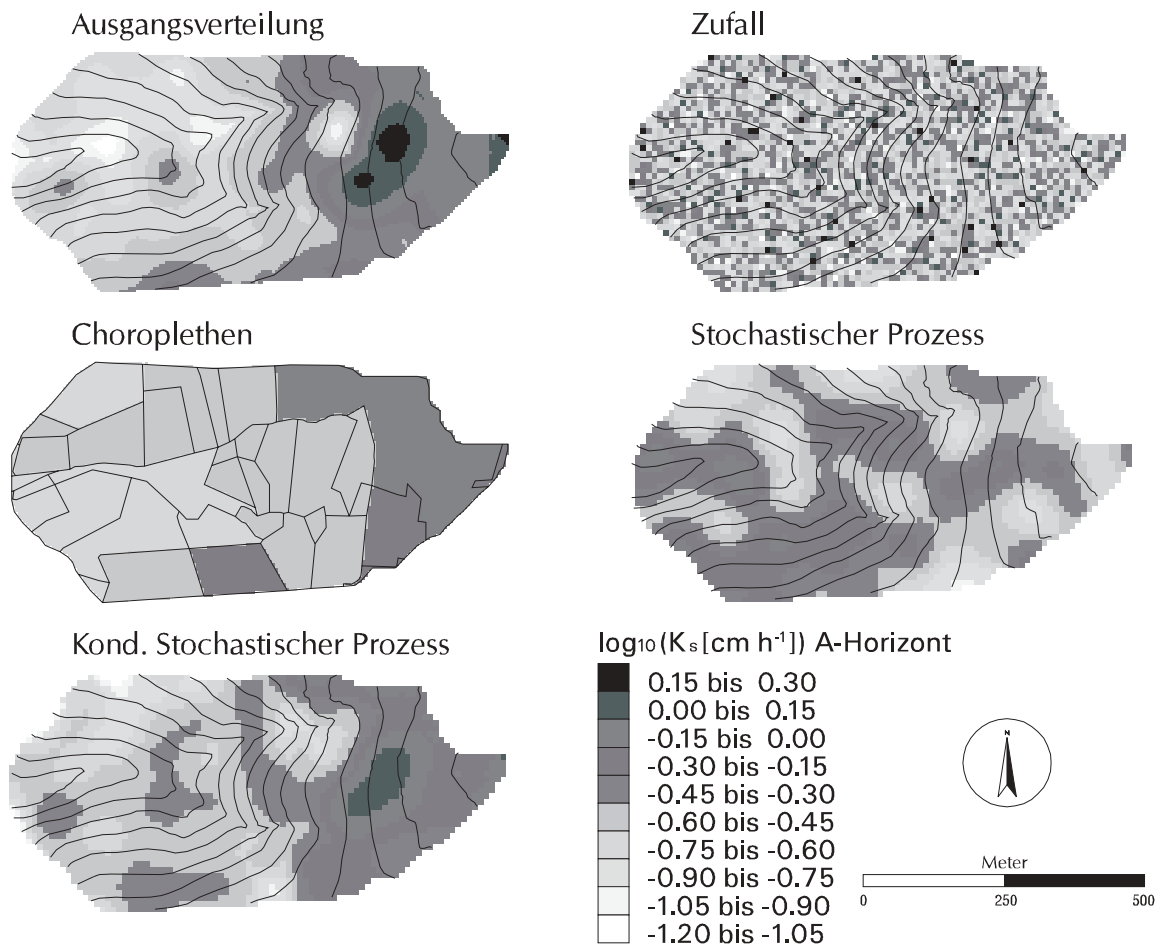 Ausgangsverteilung
Zufall
Choroplethen
Stochastischer Prozess
Kond. Stochastischer Prozess
log10(Ks[cm h-1]) A-Horizont
0.15 bis 0.30
0.00 bis 0.15
-0.15 bis 0.00
-0.30 bis -0.15
-0.45 bis -0.30
-0.60 bis -0.45
-0.75 bis -0.60
-0.90 bis -0.75
-1.05 bis -0.90
-1.20 bis -1.05
N
Meter
0 250 500